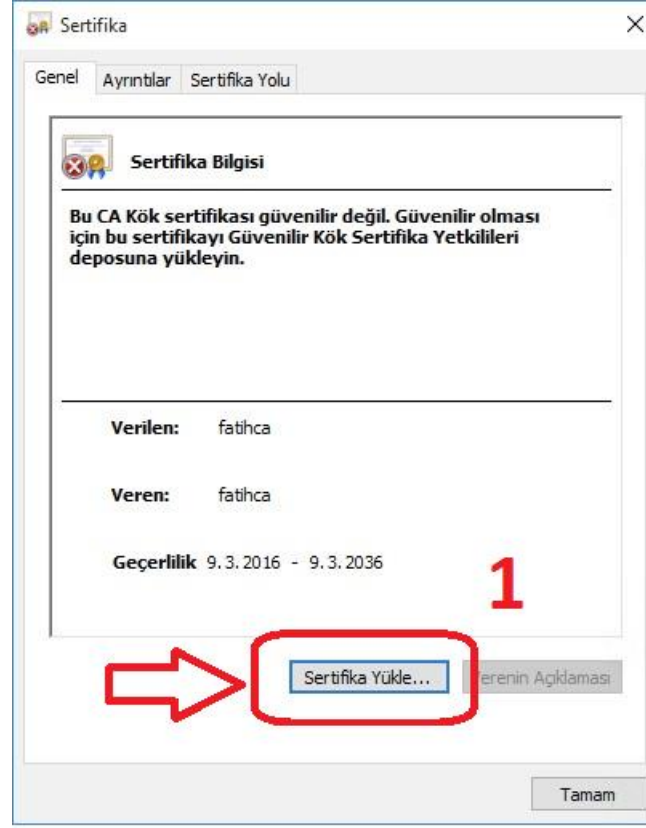 Sertifika
Genel Ayrıntılar Sertifika Yolu
Sertifika Bilgisi
Bu CA Kök sertifikası güvenilir değil. Güvenilir olması
için bu sertifikayı Güvenilir Kök Sertifika Yetkilileri
deposuna yükleyin.
Verilen: fatihca
Veren: fatihca
Geçerlilik 9.3.2016 - 9.3.2036
1
Sertifika Yükle... Verenin Açıklaması
Tamam